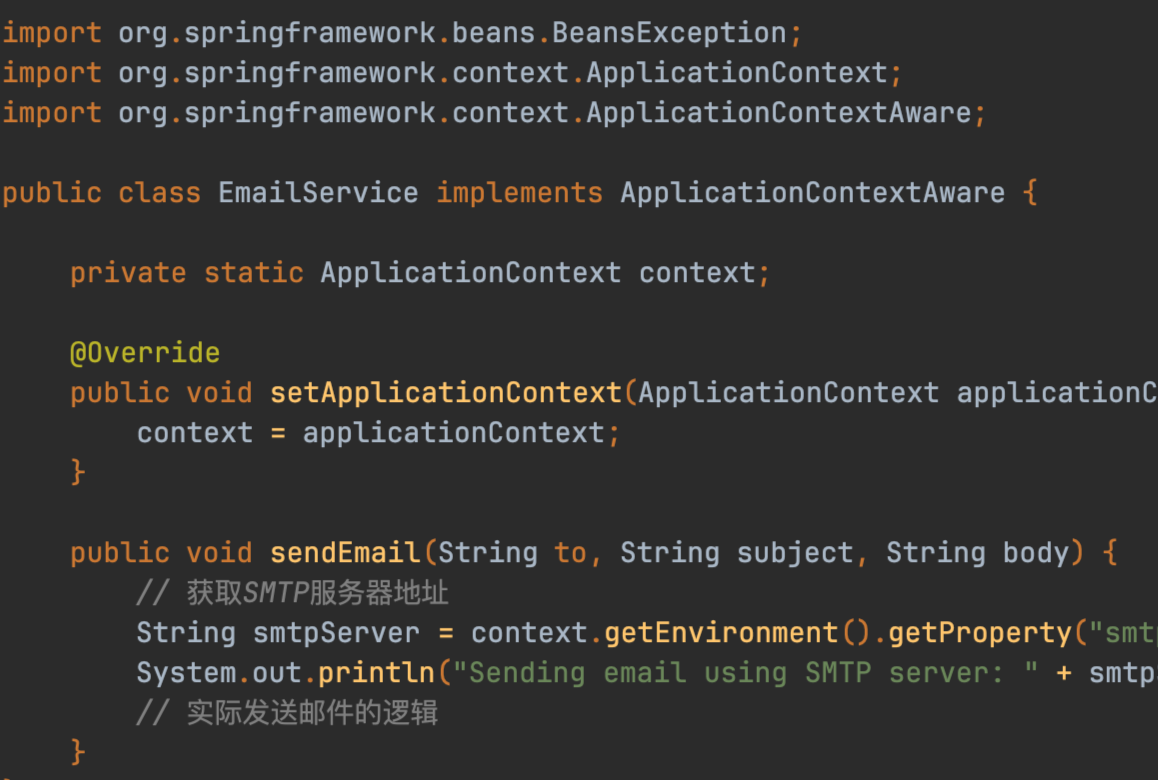 import org.springframework.beans.BeansException;
import org.springframework.context.ApplicationContext;
import org.springframework.context.ApplicationContextAware;
public class EmailService implements ApplicationContextAware {
private static ApplicationContext context;
@Override
public void setApplicationContext(ApplicationContext applicationC
context = applicationContext;
}
public void sendEmail(String to, String subject, String body) {
// 获取SMTP服务器地址
String smtpServer = context.getEnvironment().getProperty("smt
System.out.println("Sending email using SMTP server: " + smtp
// 实际发送邮件的逻辑
}